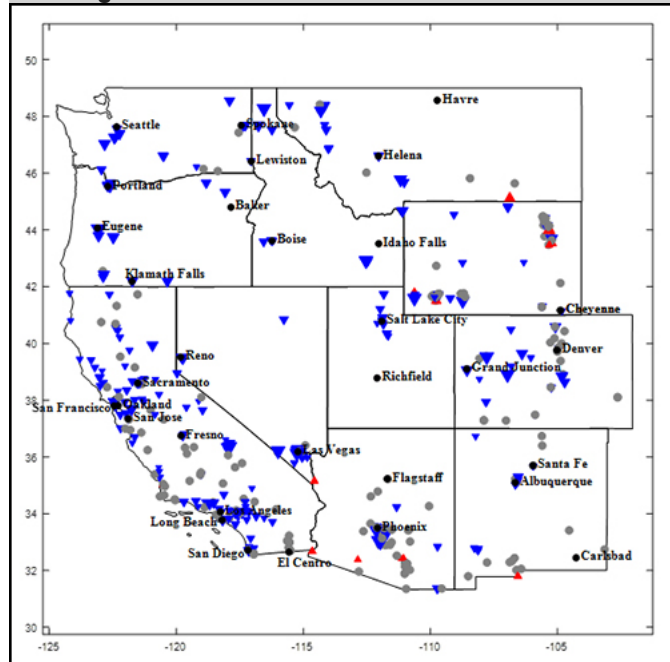 50
48
Havre
Seattle
Spokane
46
Lewiston
Helena
Portland
Baker
44
Eugene
Boise
Idaho Falls
42
Klamath Falls
Cheyenne
Salt Lake City
40
Reno
Denver
Grand Junction
Sacramento
Richfield
38
San Francisco
Oakland
San Jose
Fresno
36
Las Vegas
Santa Fe
Flagstaff
Albuquerque
34
Los Angeles
Long Beach
Phoenix
San Diego
El Centro
Carlsbad
32
30
-125
-120
-115
-110
-105